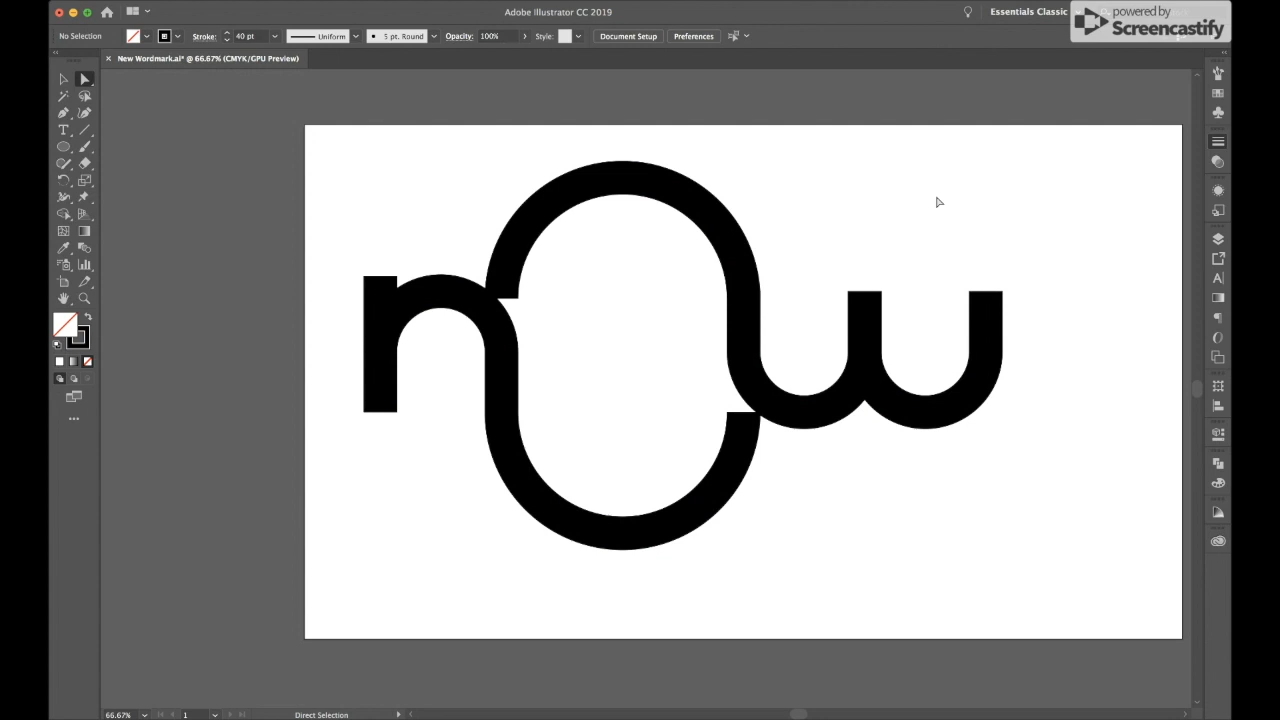 Adobe Illustrator CC 2019
Essentials Classic
powered by
Screencastify
No Selection
Stroke:
40 pt
Uniform
5 pt. Round
Opacity:
100%
Style:
Document Setup
Preferences
× New Wordmark.ai* @ 66.67% (CMYK/GPU Preview)
now
66.67%
1
Direct Selection